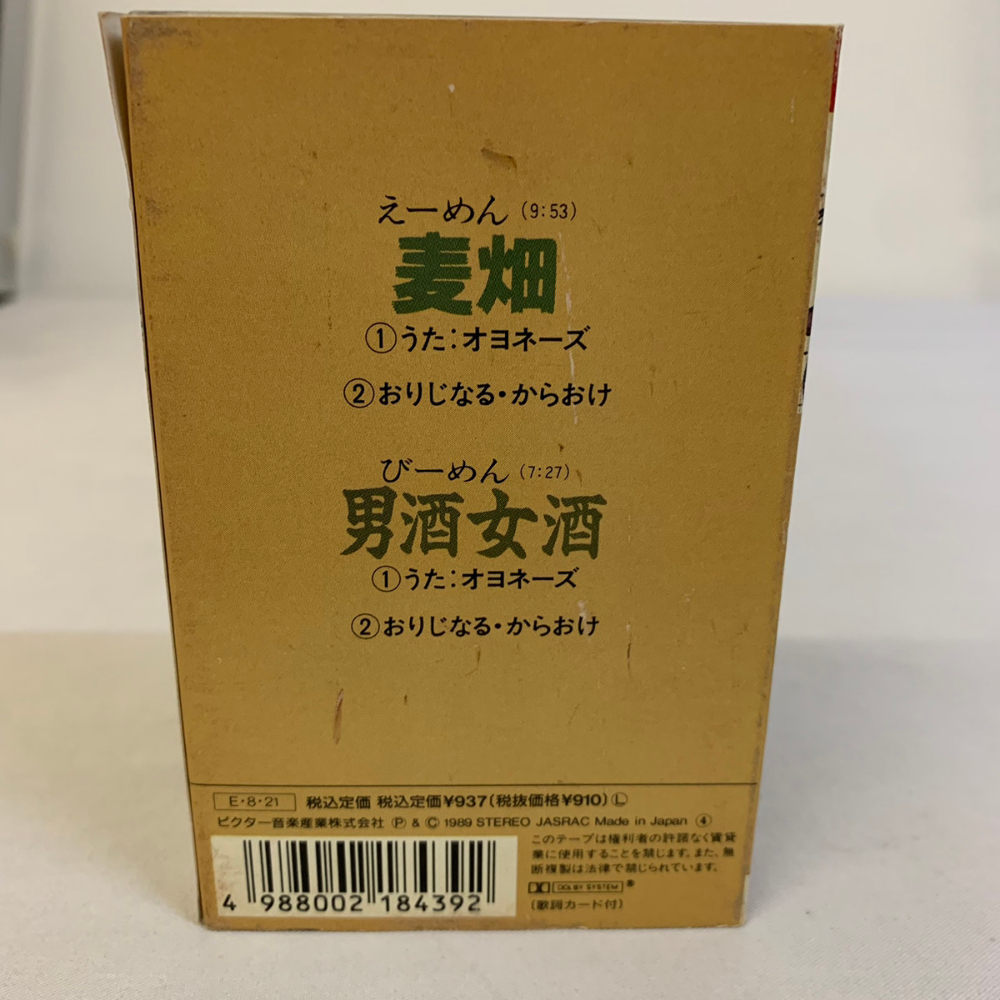 えーめん(9:53)
麦畑
①うた:オヨネーズ
②おりじなる・からおけ
びーめん(7:27)
男酒女酒
①うた:オヨネーズ
②おりじなる・からおけ
E・8・21 税込定価 税込定価¥937(税抜価格¥910)Ⓛ
ビクター音楽産業株式会社 Ⓟ & Ⓒ 1989 STEREO JASRAC Made in Japan ④
このテープは権利者の許諾なく賃貸
業に使用することを禁じます。また、無
断複製は法律で禁じられています。
DOLBY SYSTEM ®
(歌詞カード付)
4 988002 184392